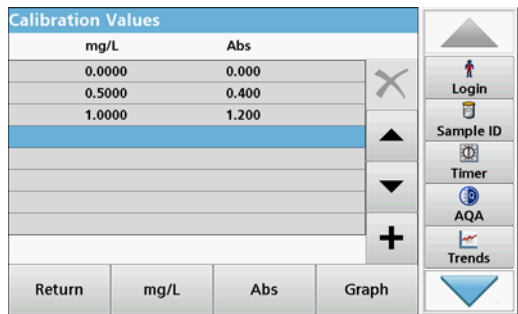 Calibration Values
mg/L Abs
0.0000 0.000
0.5000 0.400
1.0000 1.200
Return mg/L Abs Graph
Login
Sample ID
Timer
AQA
Trends